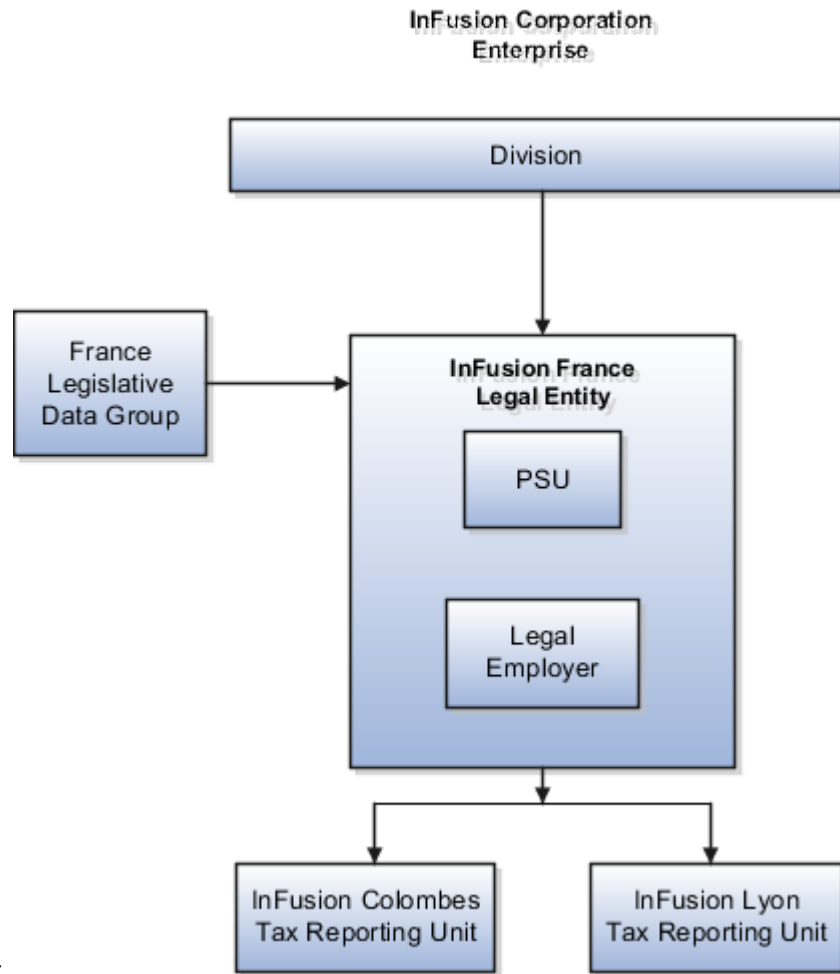 InFusion Corporation
Enterprise
Division
France
Legislative
Data Group
InFusion France
Legal Entity
PSU
Legal
Employer
InFusion Colombes
Tax Reporting Unit
InFusion Lyon
Tax Reporting Unit